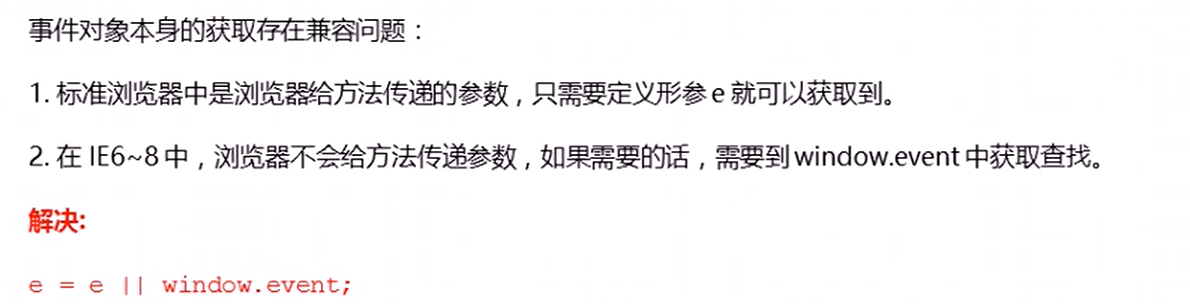 事件对象本身的获取存在兼容问题：
1. 标准浏览器中是浏览器给方法传递的参数，只需要定义形参 e 就可以获取到。
2. 在 IE6~8 中，浏览器不会给方法传递参数，如果需要的话，需要到 window.event 中获取查找。
解决:
e = e || window.event;